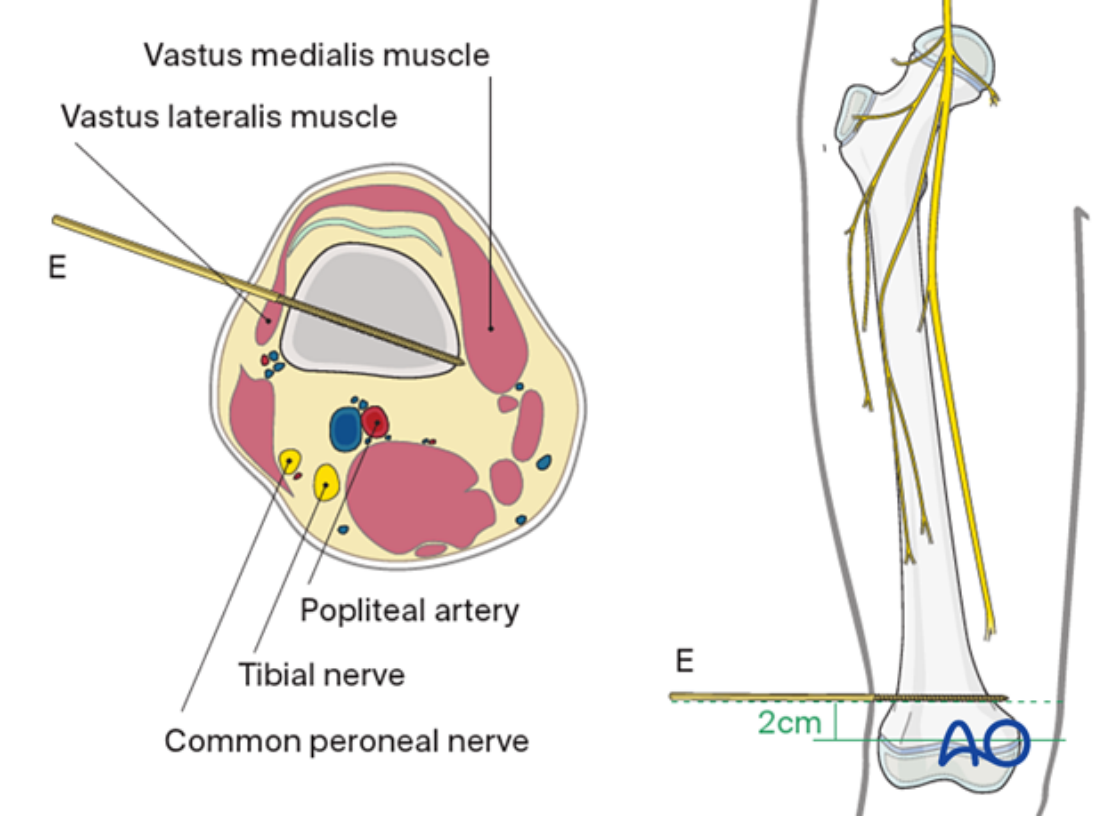 Vastus medialis muscle
Vastus lateralis muscle
E
Popliteal artery
Tibial nerve
Common peroneal nerve
E
2cm
AO